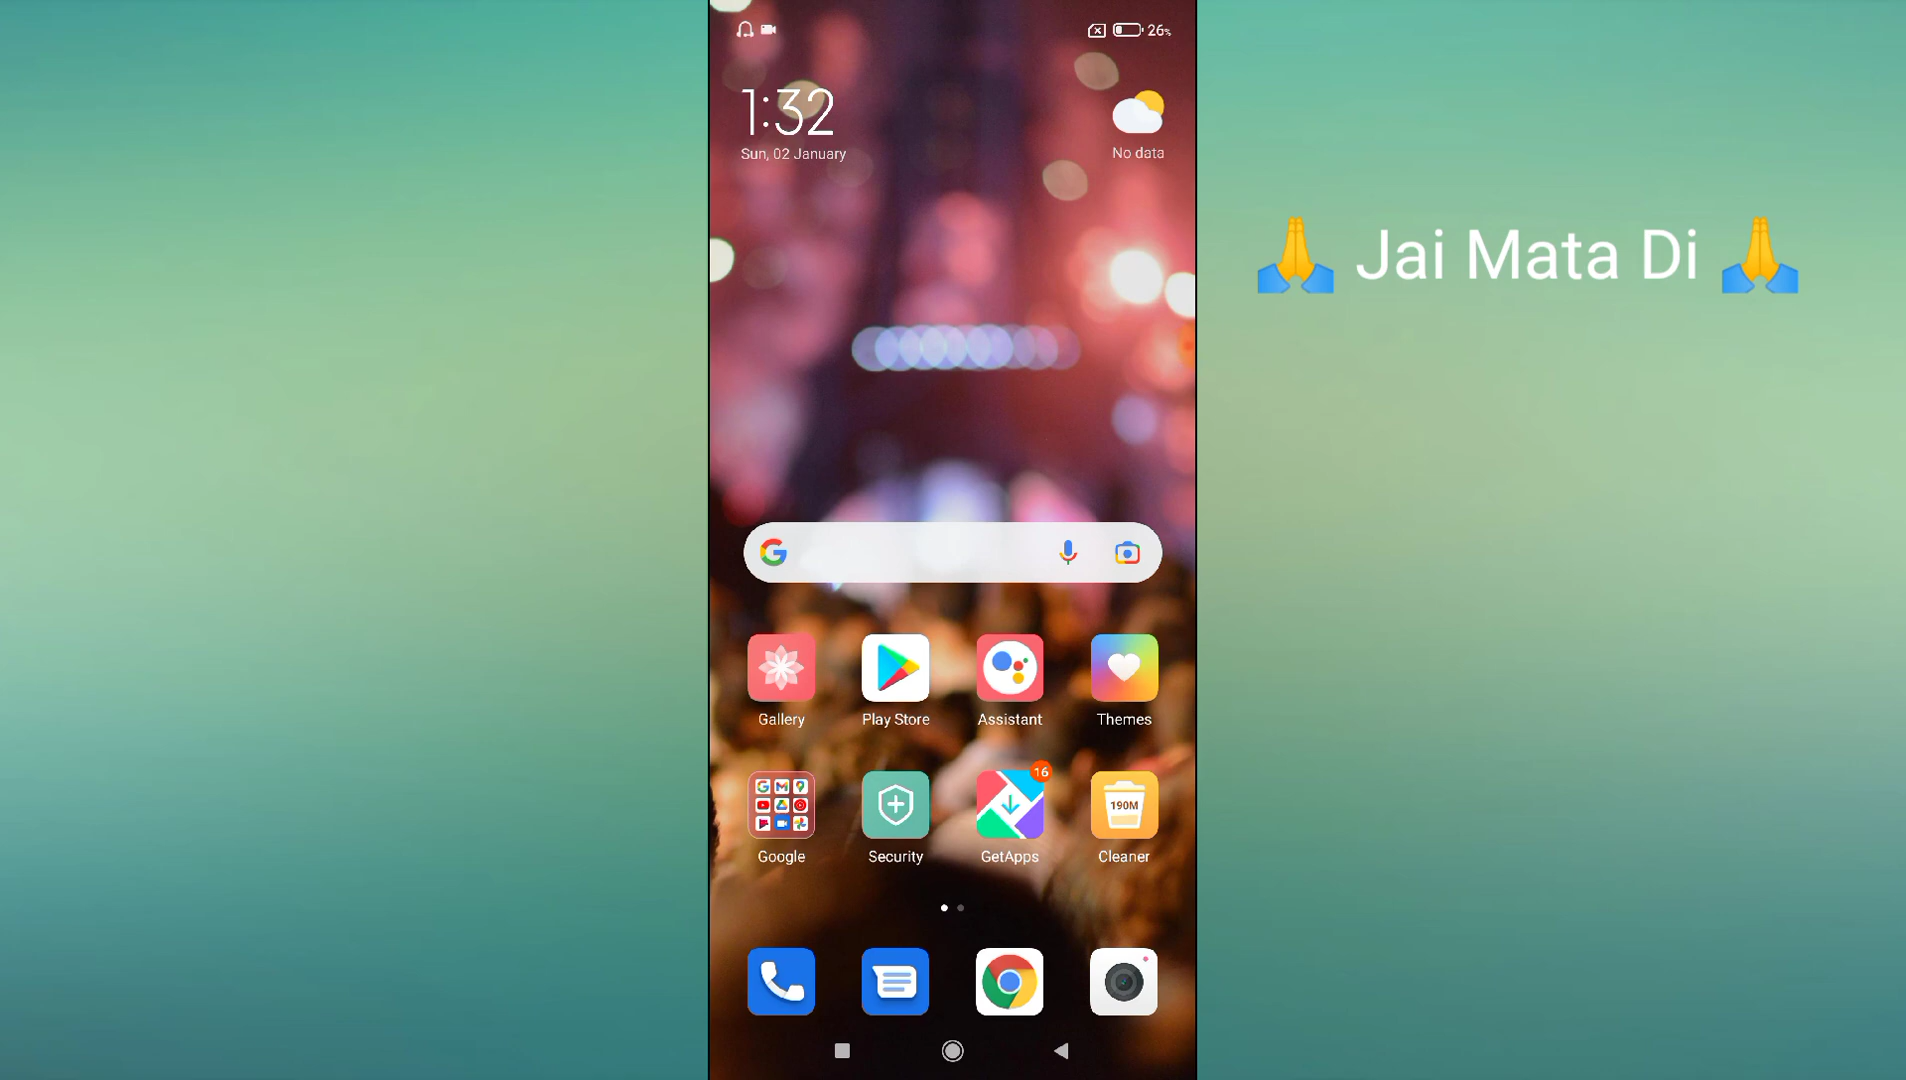 26%
1:32
Sun, 02 January
No data
🙏 Jai Mata Di 🙏
Gallery
Play Store
Assistant
Themes
16
190M
Google
Security
GetApps
Cleaner